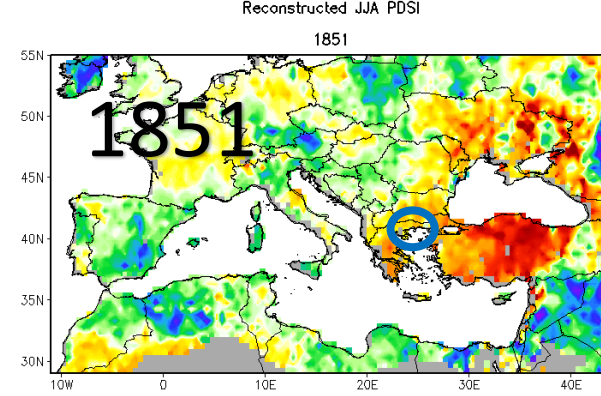 Reconstructed JJA PDSI
1851
55N
50N
45N
40N
35N
30N
10W 0 10E 20E 30E 40E
1851